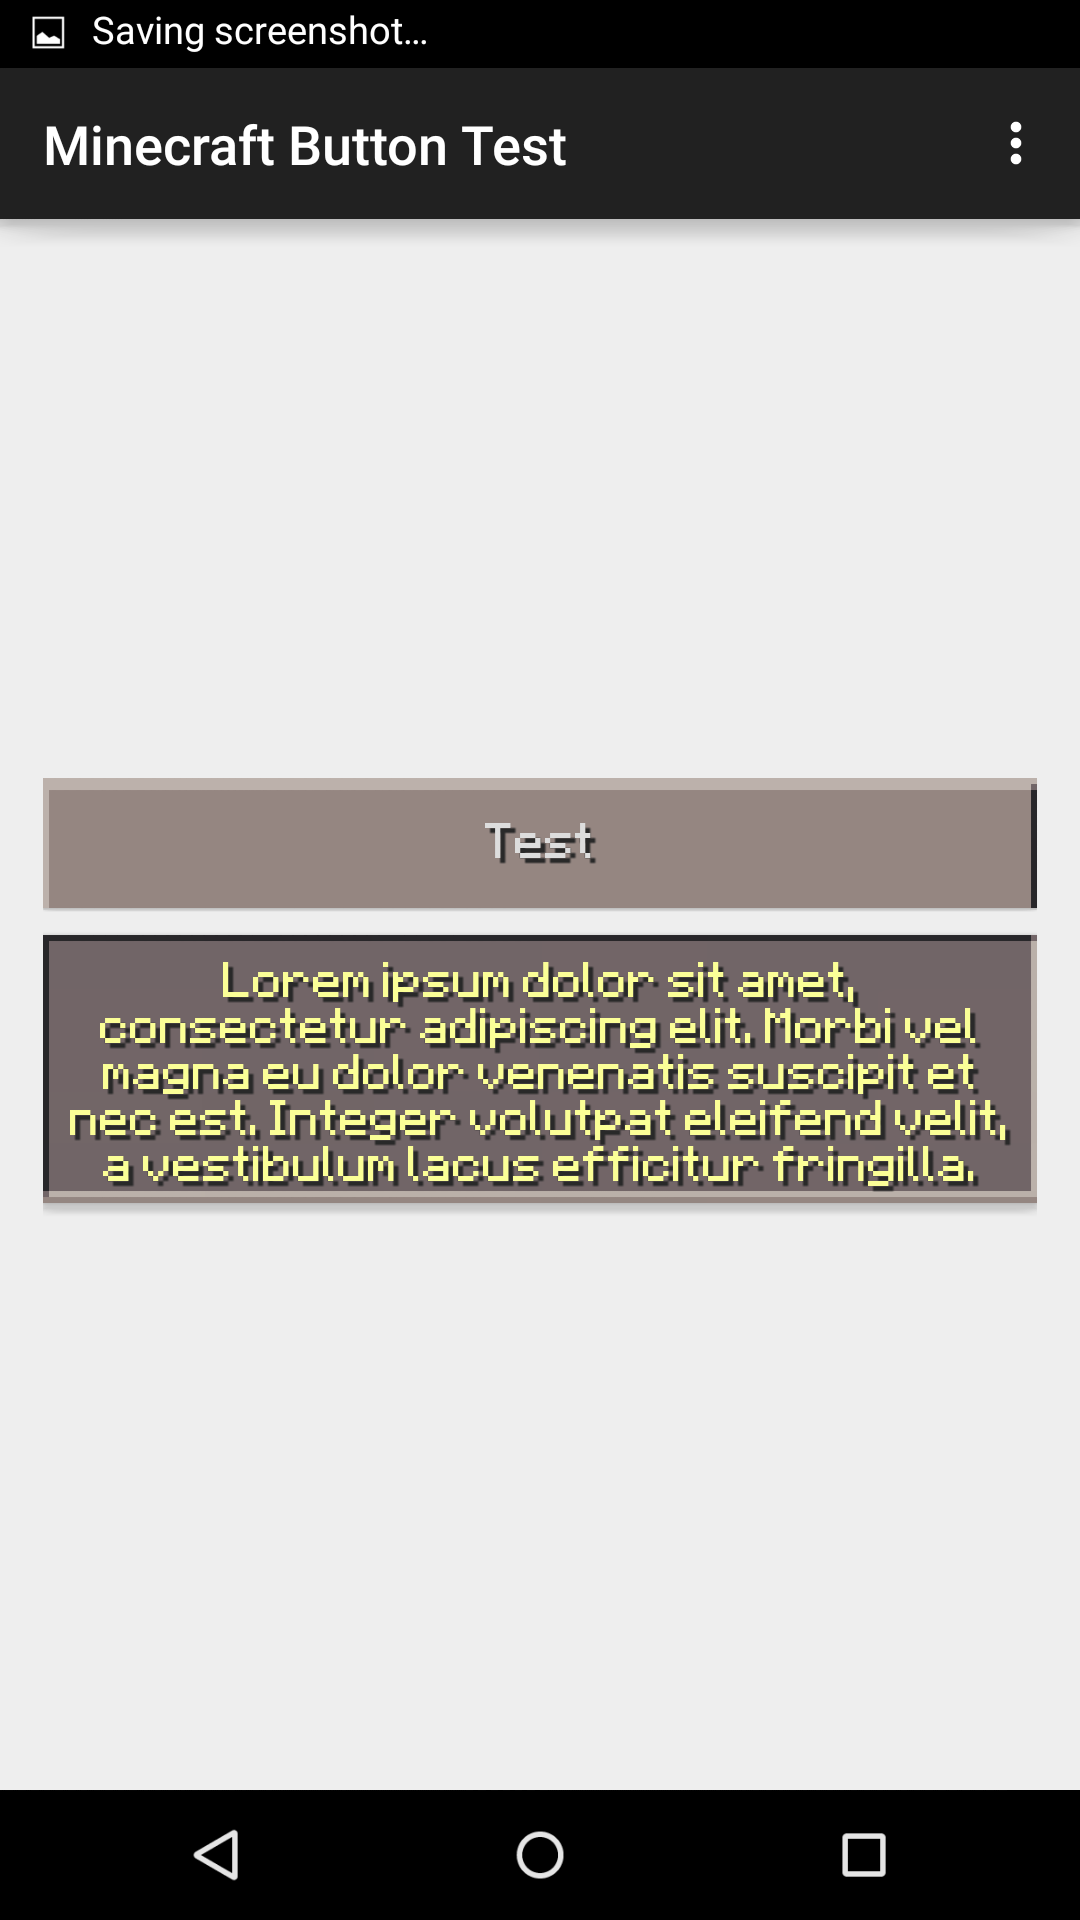 Saving screenshot...
Minecraft Button Test
Test
Lorem ipsum dolor sit amet,
consectetur adipiscing elit. Morbi vel
magna eu dolor venenatis suscipit et
nec est. Integer volutpat eleifend velit,
a vestibulum lacus efficitur fringilla.